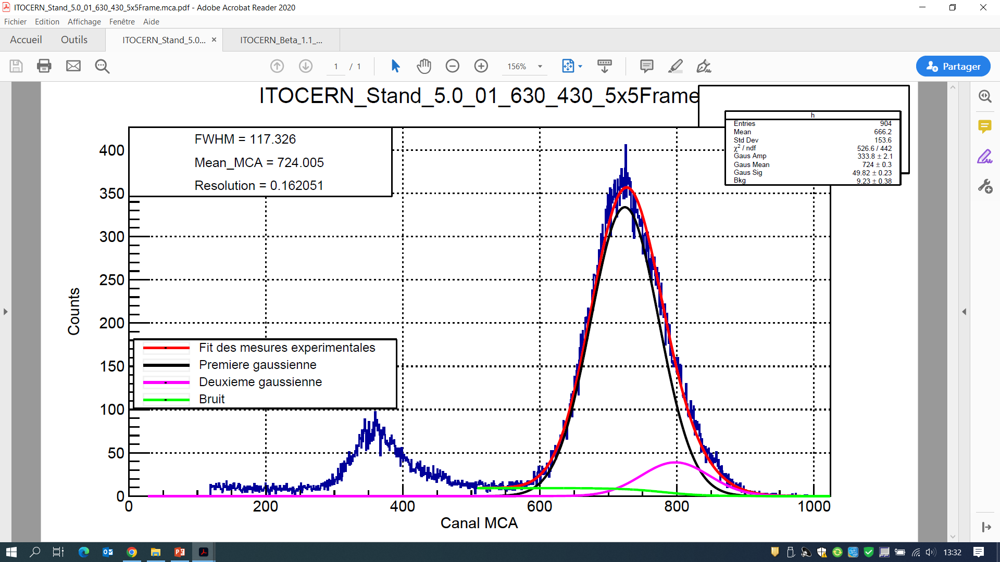 ITOCERN_Stand_5.0_01_630_430_5x5Frame.mca.pdf - Adobe Acrobat Reader 2020
Fichier Edition Affichage Fenêtre Aide
Accueil Outils ITOCERN_Stand_5.0... × ITOCERN_Beta_1.1_...
1 / 1 156% Partager
ITOCERN_Stand_5.0_01_630_430_5x5Frame
h
Entries 904
Mean 666.2
Std Dev 153.6
χ² / ndf 526.6 / 442
Gaus Amp 333.8 ± 2.1
Gaus Mean 724 ± 0.3
Gaus Sig 49.82 ± 0.23
Bkg 9.23 ± 0.38
FWHM = 117.326
Mean_MCA = 724.005
Resolution = 0.162051
400
350
300
250
200
150
100
50
0
Counts
Fit des mesures experimentales
Premiere gaussienne
Deuxieme gaussienne
Bruit
0 200 400 600 800 1000
Canal MCA
13:32